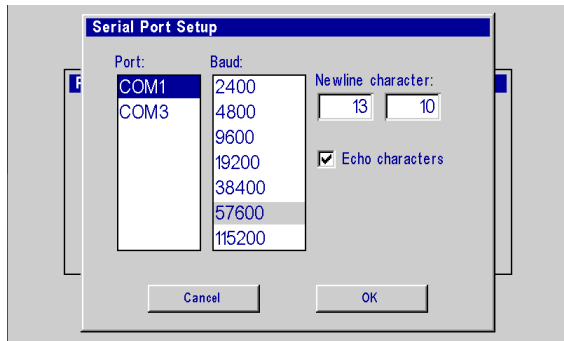 Serial Port Setup
Port:
Baud:
COM1
COM3
2400
4800
9600
19200
38400
57600
115200
Newline character:
13 10
Echo characters
Cancel
OK